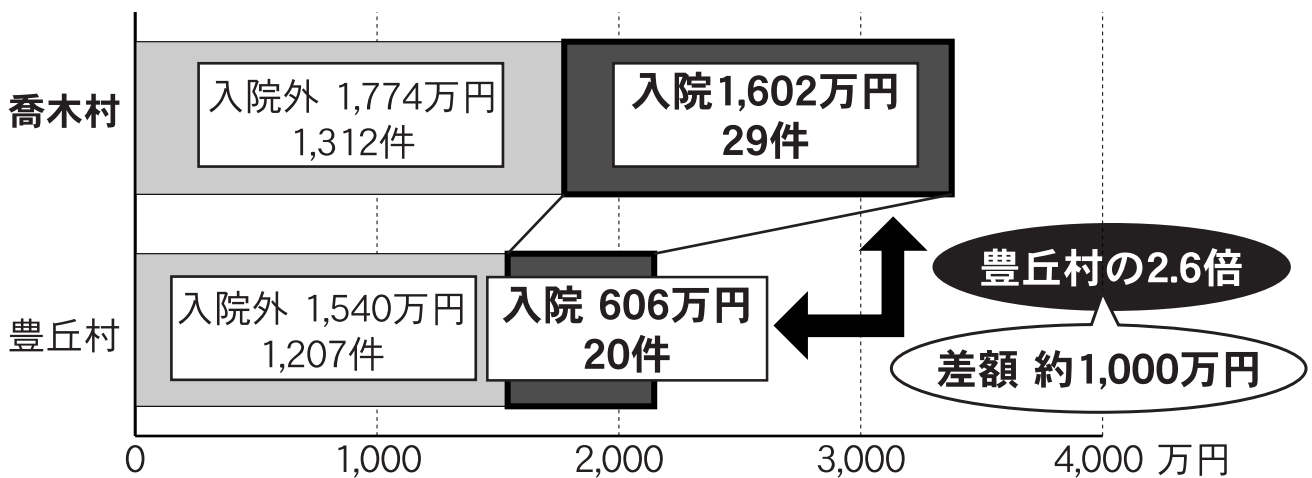 喬木村
入院外 1,774万円
1,312件
入院1,602万円
29件
豊丘村
入院外 1,540万円
1,207件
入院 606万円
20件
豊丘村の2.6倍
差額 約1,000万円
0 1,000 2,000 3,000 4,000 万円